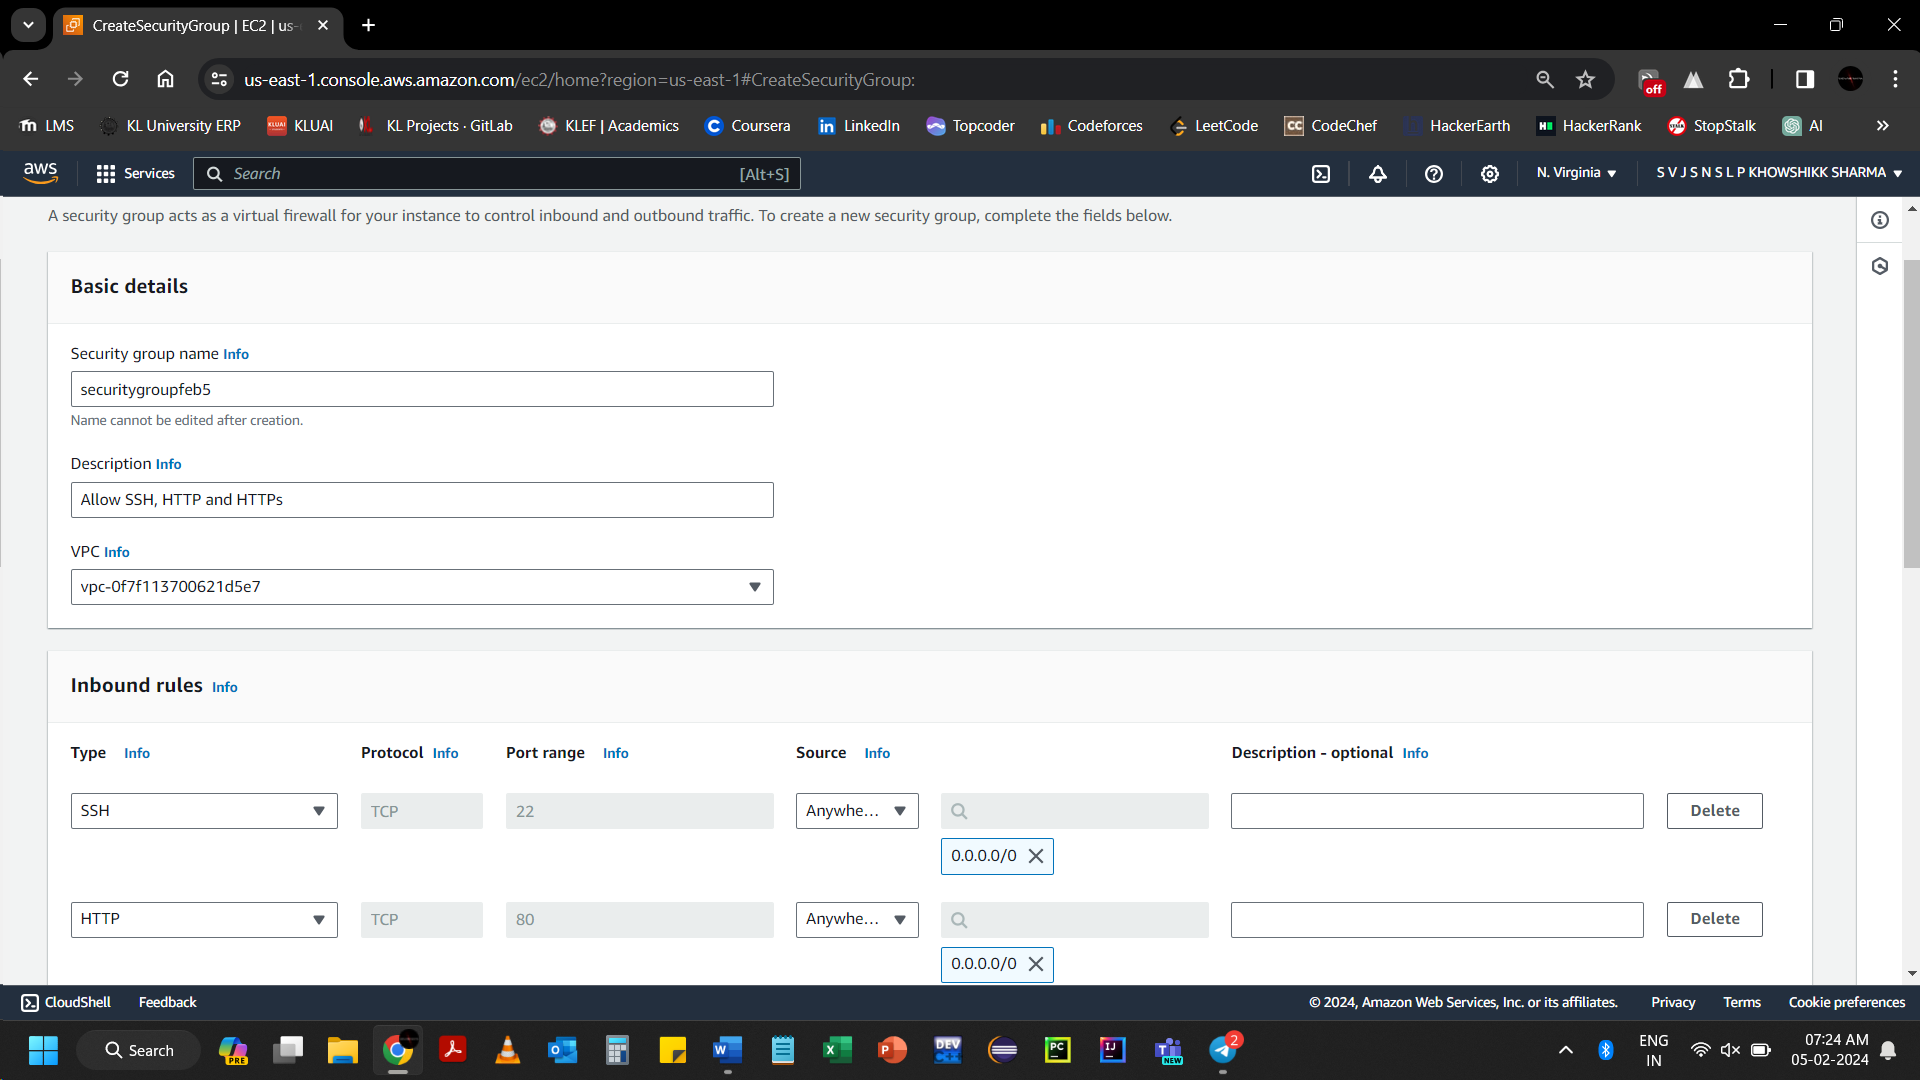 CreateSecurityGroup | EC2 | us-
us-east-1.console.aws.amazon.com/ec2/home?region=us-east-1#CreateSecurityGroup:
off
LMS KL University ERP KLUAI KL Projects · GitLab KLEF | Academics Coursera LinkedIn Topcoder Codeforces LeetCode CodeChef HackerEarth HackerRank StopStalk AI
aws Services Search [Alt+S] N. Virginia S V J S N S L P KHOWSHIKK SHARMA
A security group acts as a virtual firewall for your instance to control inbound and outbound traffic. To create a new security group, complete the fields below.
Basic details
Security group name Info
securitygroupfeb5
Name cannot be edited after creation.
Description Info
Allow SSH, HTTP and HTTPs
VPC Info
vpc-0f7f113700621d5e7
Inbound rules Info
Type Info Protocol Info Port range Info Source Info Description - optional Info
SSH TCP 22 Anywhe... Delete
0.0.0.0/0
HTTP TCP 80 Anywhe... Delete
0.0.0.0/0
CloudShell Feedback © 2024, Amazon Web Services, Inc. or its affiliates. Privacy Terms Cookie preferences
Search ENG 07:24 AM
IN 05-02-2024